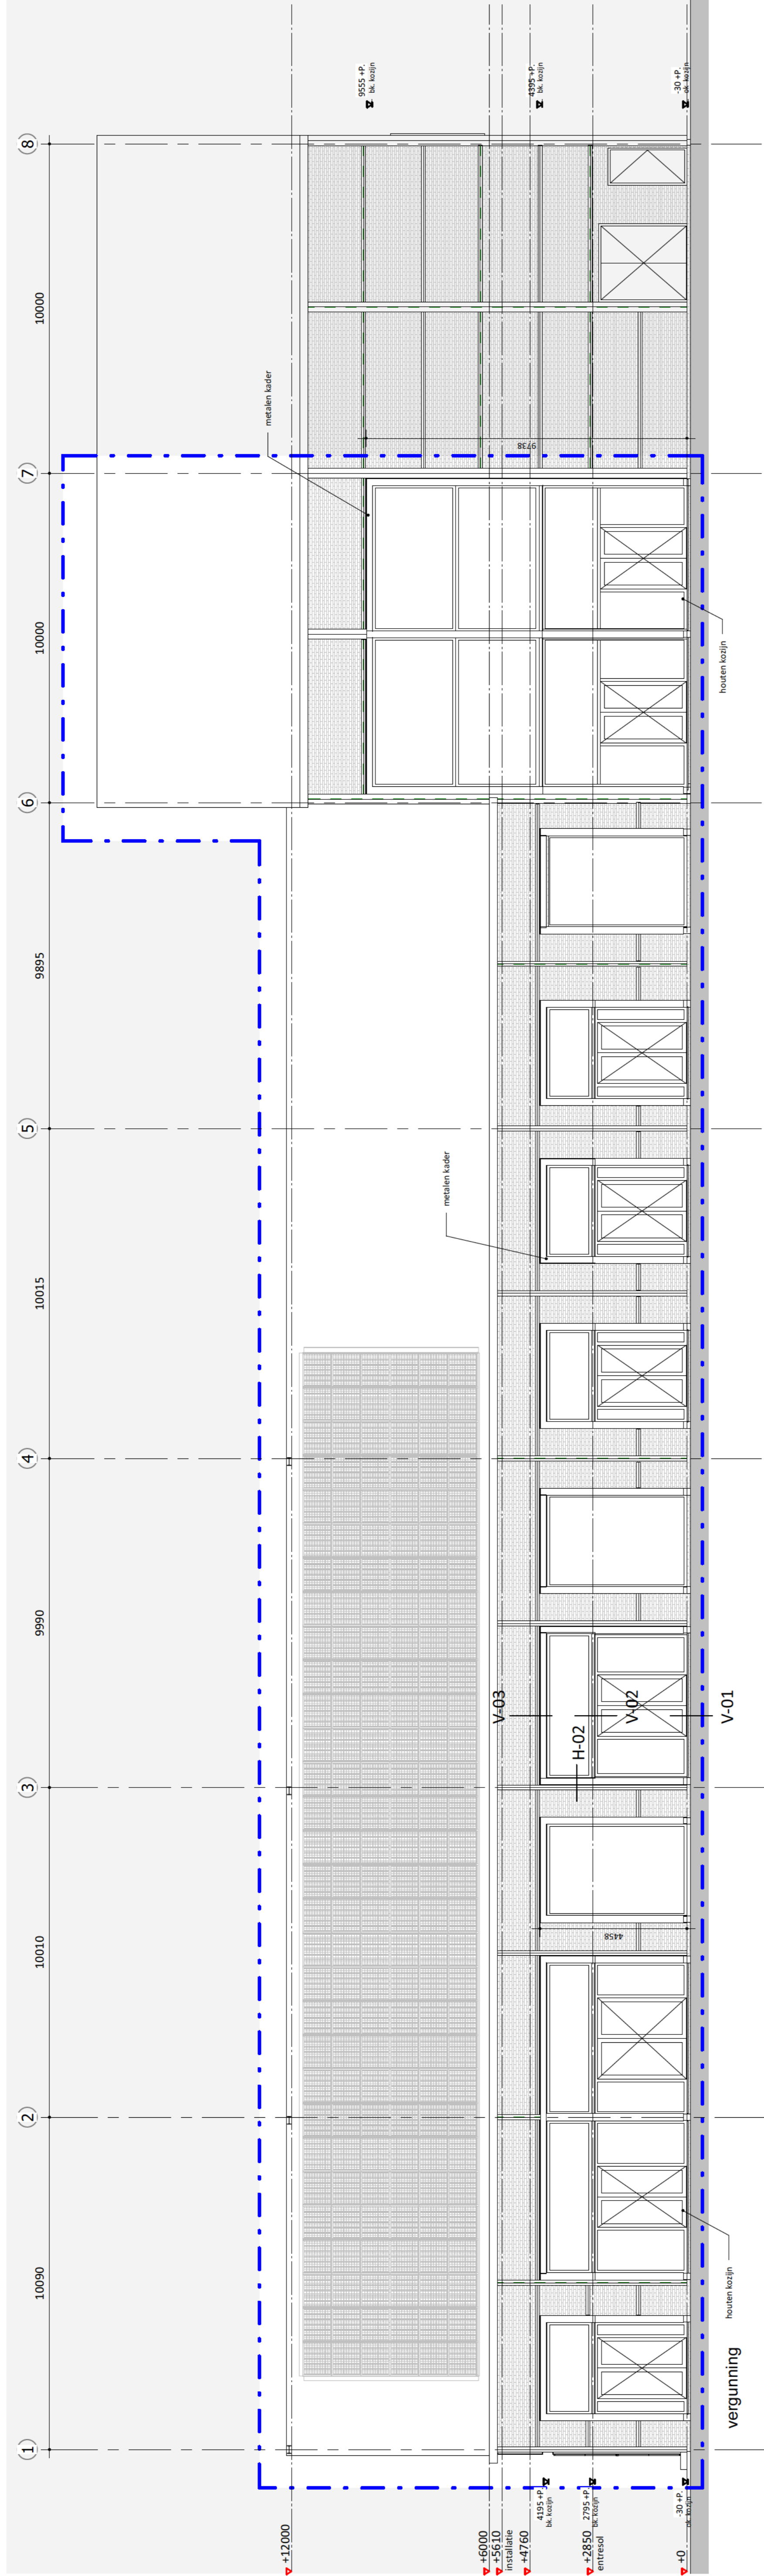 1
2
3
4
5
6
7
8
10090
10010
9990
10015
9895
10000
10000
+12000
+6000
+5610
installatie
+4760
+2850
entresol
+0
4195 +P.
bk. kozijn
2795 +P.
bk. kozijn
-30 +P.
ok. kozijn
metalen kader
metalen kader
9555 +P.
bk. kozijn
4395 +P.
bk. kozijn
-30 +P.
ok. kozijn
9738
4458
V-03
H-02
V-02
V-01
houten kozijn
houten kozijn
vergunning